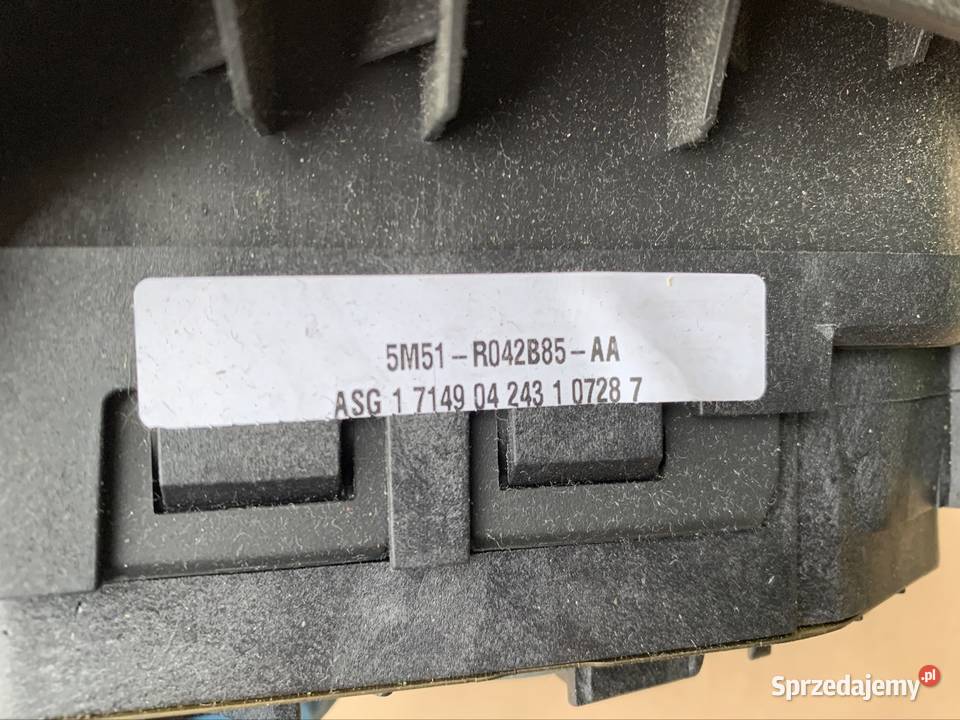 5M51-R042B85-AA
ASG 1 7149 04 243 1 0728 7
Sprzedajemy.pl